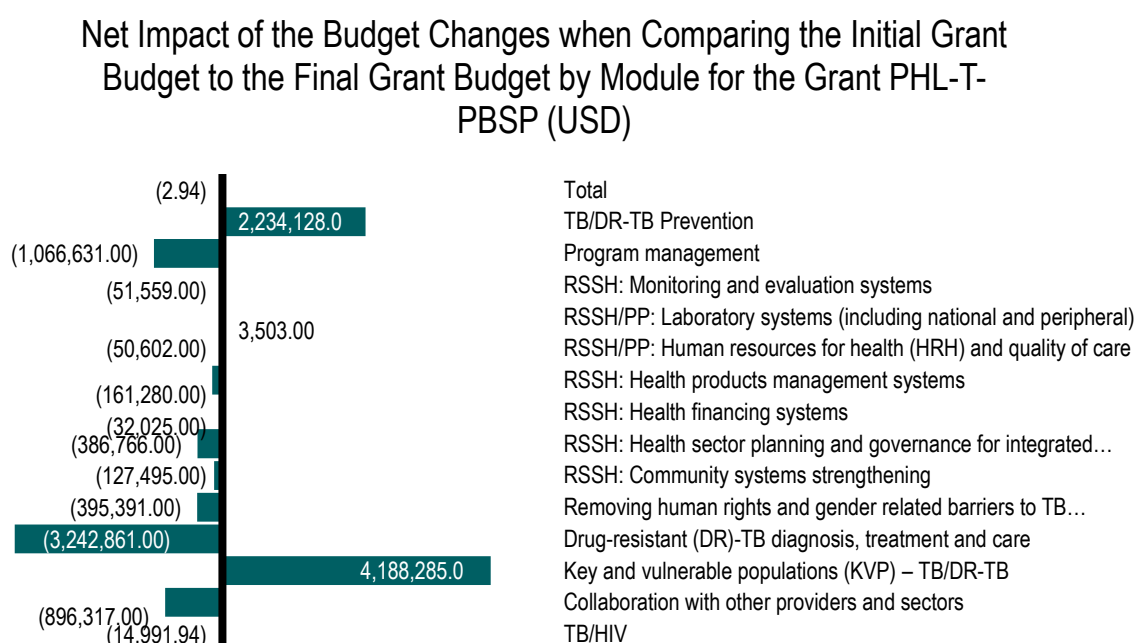 Net Impact of the Budget Changes when Comparing the Initial Grant
Budget to the Final Grant Budget by Module for the Grant PHL-T-
PBSP (USD)
(2.94) Total
2,234,128.0 TB/DR-TB Prevention
(1,066,631.00) Program management
(51,559.00) RSSH: Monitoring and evaluation systems
3,503.00 RSSH/PP: Laboratory systems (including national and peripheral)
(50,602.00) RSSH/PP: Human resources for health (HRH) and quality of care
(161,280.00) RSSH: Health products management systems
(32,025.00) RSSH: Health financing systems
(386,766.00) RSSH: Health sector planning and governance for integrated…
(127,495.00) RSSH: Community systems strengthening
(395,391.00) Removing human rights and gender related barriers to TB…
(3,242,861.00) Drug-resistant (DR)-TB diagnosis, treatment and care
4,188,285.0 Key and vulnerable populations (KVP) – TB/DR-TB
(896,317.00) Collaboration with other providers and sectors
(14,991.94) TB/HIV